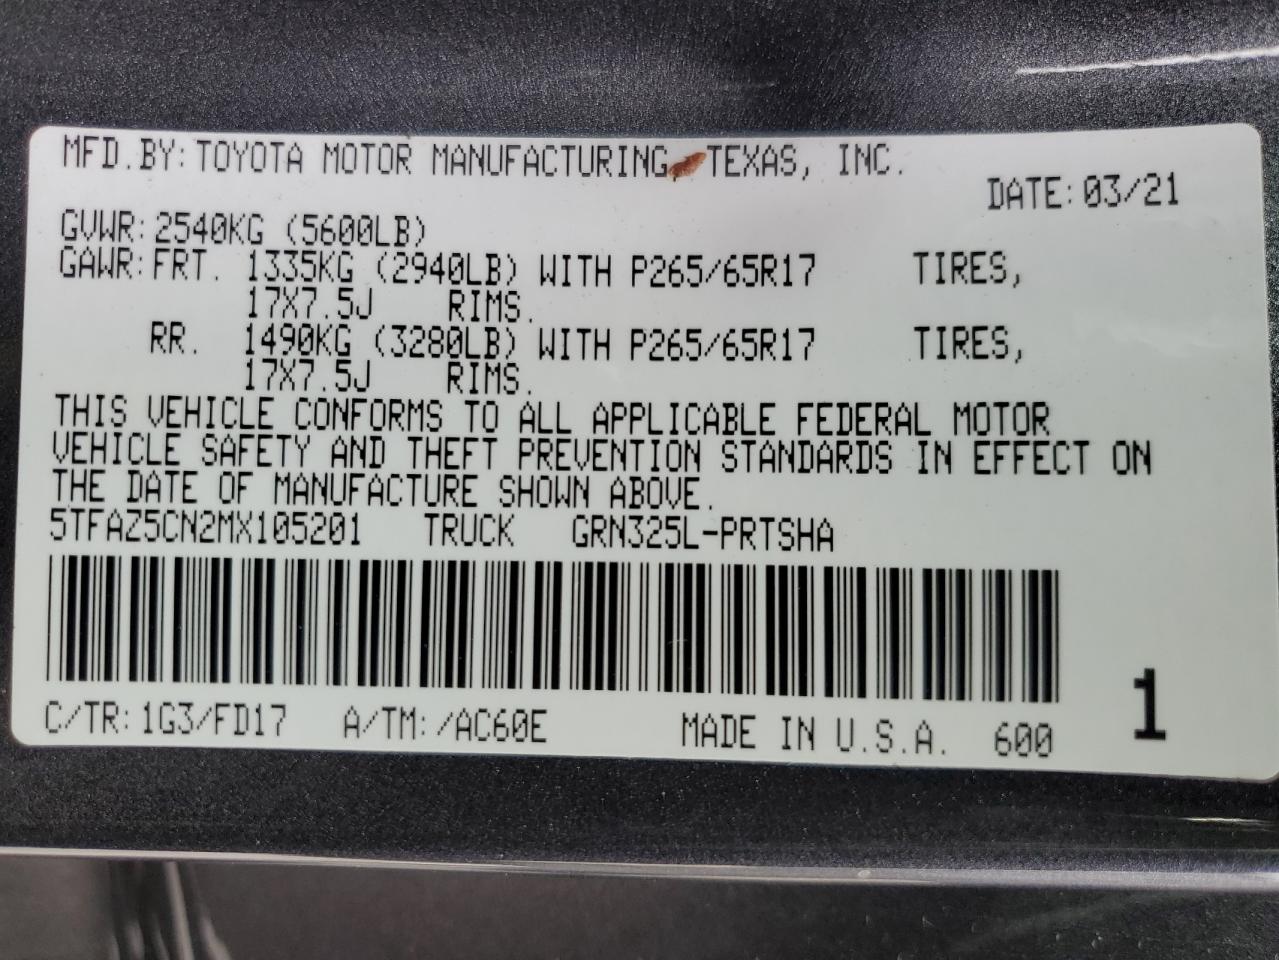 MFD.BY:TOYOTA MOTOR MANUFACTURING, TEXAS, INC.
DATE:03/21
GVWR:2540KG (5600LB)
GAWR:FRT. 1335KG (2940LB) WITH P265/65R17 TIRES,
17X7.5J RIMS.
RR. 1490KG (3280LB) WITH P265/65R17 TIRES,
17X7.5J RIMS.
THIS VEHICLE CONFORMS TO ALL APPLICABLE FEDERAL MOTOR
VEHICLE SAFETY AND THEFT PREVENTION STANDARDS IN EFFECT ON
THE DATE OF MANUFACTURE SHOWN ABOVE.
5TFAZ5CN2MX105201 TRUCK GRN325L-PRTSHA
C/TR:1G3/FD17 A/TM:/AC60E MADE IN U.S.A. 600 1